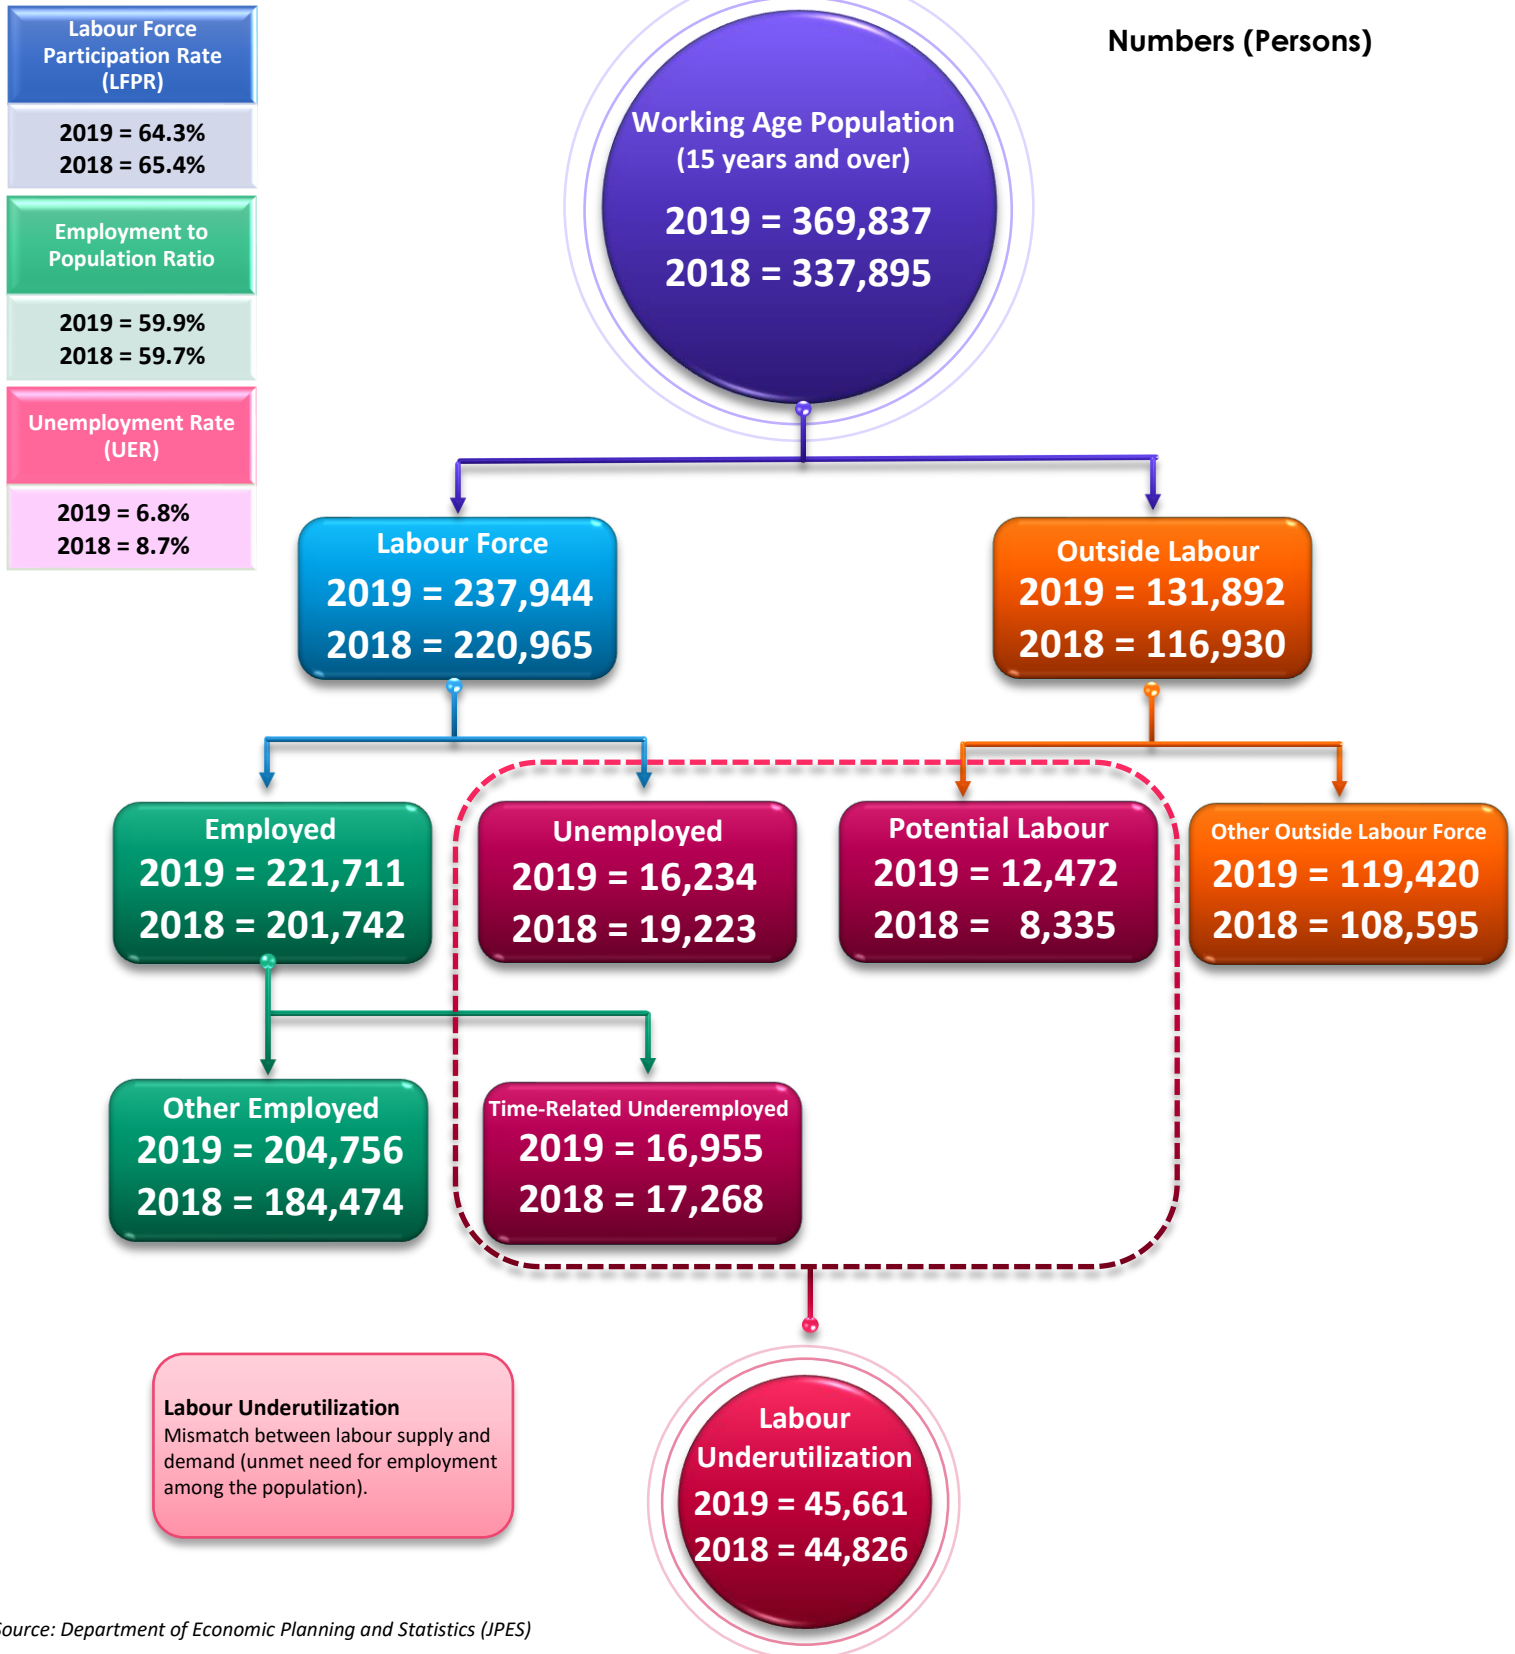 Labour Force
Participation Rate
(LFPR)
2019 = 64.3%
2018 = 65.4%
Employment to
Population Ratio
2019 = 59.9%
2018 = 59.7%
Unemployment Rate
(UER)
2019 = 6.8%
2018 = 8.7%
Numbers (Persons)
Working Age Population
(15 years and over)
2019 = 369,837
2018 = 337,895
Labour Force
2019 = 237,944
2018 = 220,965
Outside Labour
2019 = 131,892
2018 = 116,930
Employed
2019 = 221,711
2018 = 201,742
Unemployed
2019 = 16,234
2018 = 19,223
Potential Labour
2019 = 12,472
2018 = 8,335
Other Outside Labour Force
2019 = 119,420
2018 = 108,595
Other Employed
2019 = 204,756
2018 = 184,474
Time-Related Underemployed
2019 = 16,955
2018 = 17,268
Labour Underutilization
Mismatch between labour supply and
demand (unmet need for employment
among the population).
Labour
Underutilization
2019 = 45,661
2018 = 44,826
Source: Department of Economic Planning and Statistics (JPES)